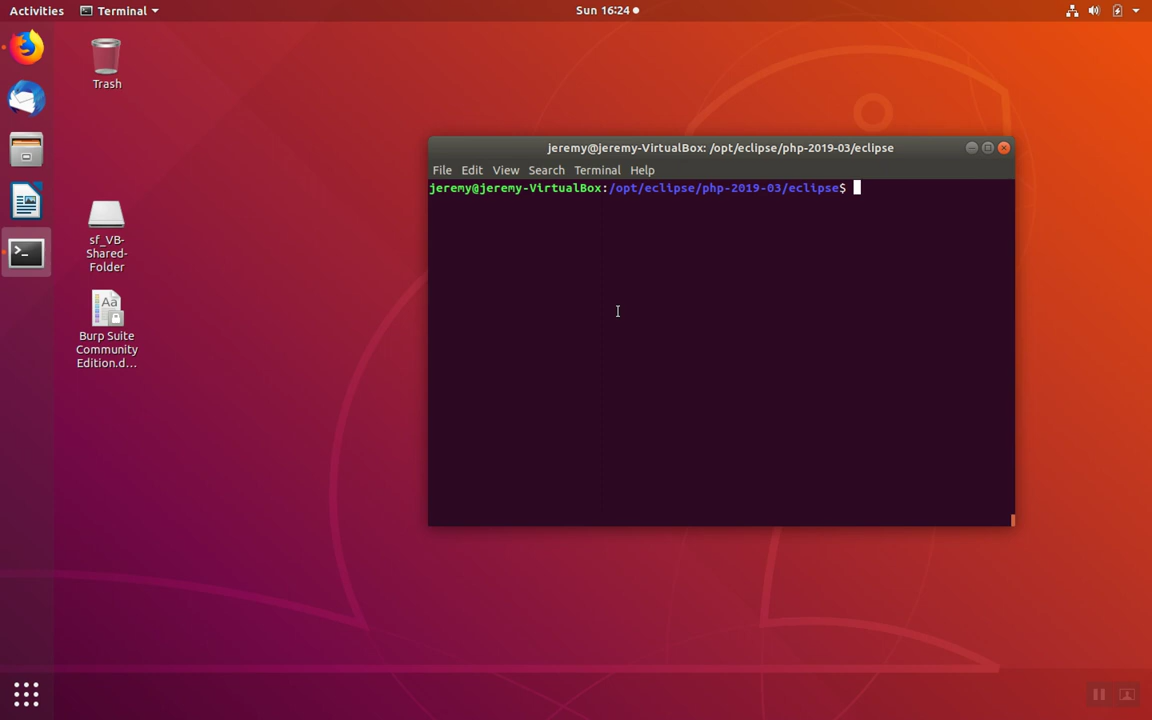 Activities Terminal Sun 16:24
Trash
jeremy@jeremy-VirtualBox: /opt/eclipse/php-2019-03/eclipse
File Edit View Search Terminal Help
jeremy@jeremy-VirtualBox:/opt/eclipse/php-2019-03/eclipse$
sf_VB-
Shared-
Folder
Aa
Burp Suite
Community
Edition.d...